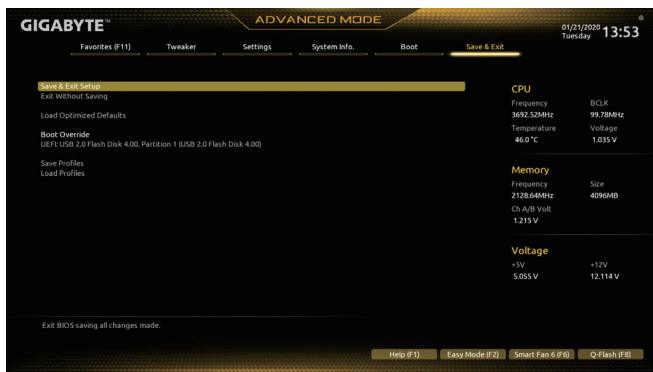 GIGABYTE™
ADVANCED MODE
01/21/2020
Tuesday
13:53
Favorites (F11) Tweaker Settings System Info. Boot Save & Exit
Save & Exit Setup
Exit Without Saving
Load Optimized Defaults
Boot Override
UEFI: USB 2.0 Flash Disk 4.00, Partition 1 (USB 2.0 Flash Disk 4.00)
Save Profiles
Load Profiles
CPU
Frequency BCLK
3692.52MHz 99.78MHz
Temperature Voltage
46.0 °C 1.035 V
Memory
Frequency Size
2128.64MHz 4096MB
Ch A/B Volt
1.215 V
Voltage
+5V +12V
5.055 V 12.114 V
Exit BIOS saving all changes made.
Help (F1) Easy Mode (F2) Smart Fan 6 (F6) Q-Flash (F8)